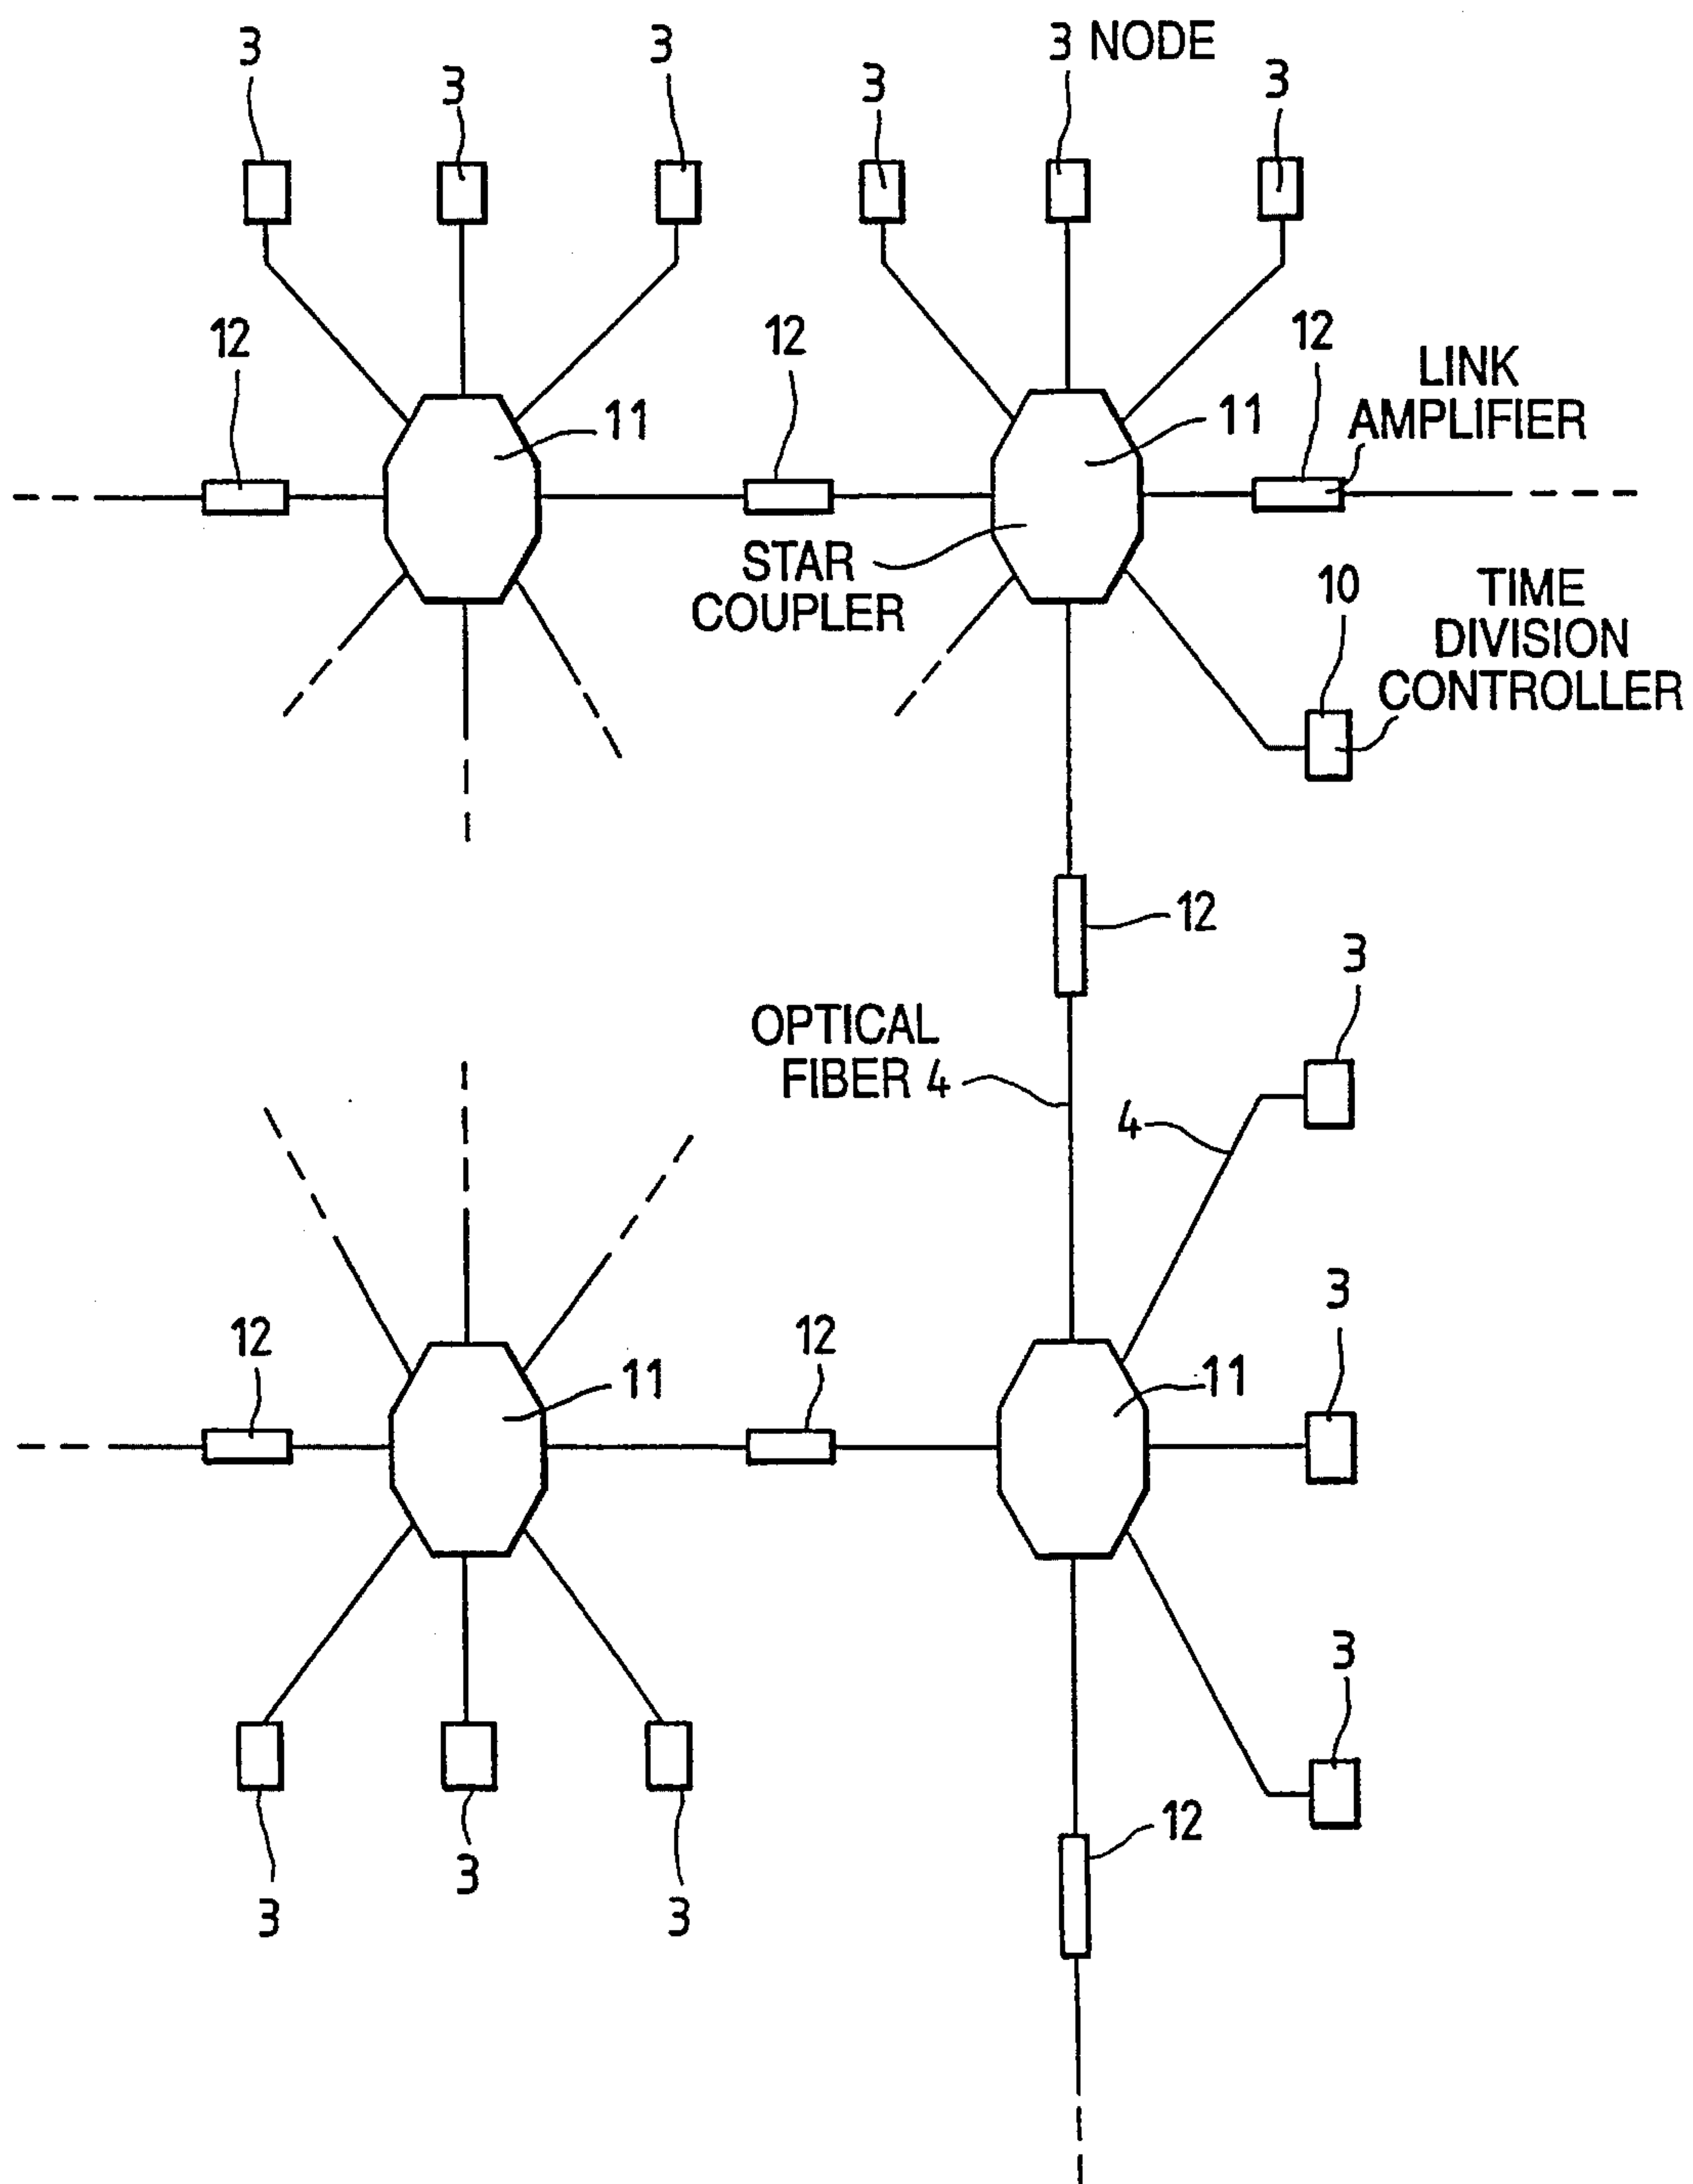 3
3
3
3
3 NODE
3
12
12
12
LINK
AMPLIFIER
11
11
STAR
COUPLER
10
TIME
DIVISION
CONTROLLER
12
3
OPTICAL
FIBER 4
4
12
12
3
11
11
3
12
3
3
3